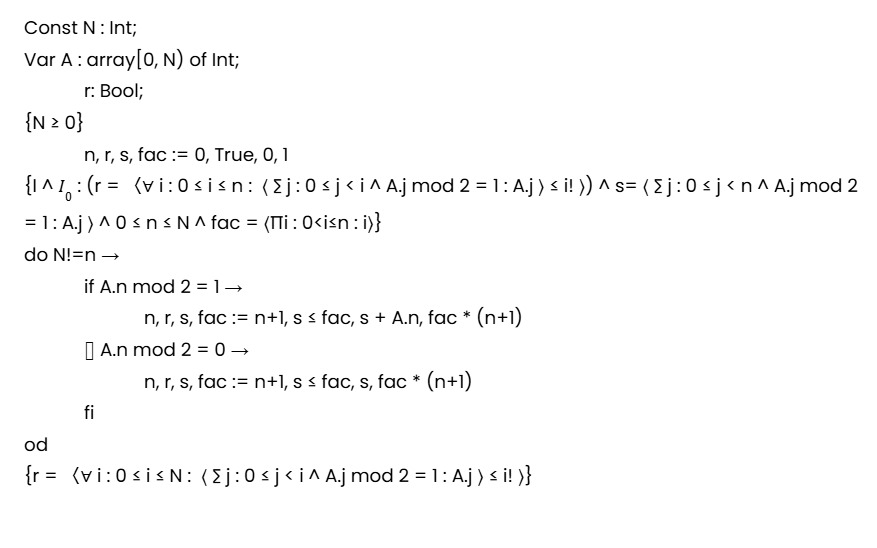 Const N : Int;
Var A : array[0, N) of Int;
r: Bool;
{N ≥ 0}
n, r, s, fac := 0, True, 0, 1
{I ∧ I₀ : (r = ⟨∀ i : 0 ≤ i ≤ n : ⟨ Σ j : 0 ≤ j < i ∧ A.j mod 2 = 1 : A.j ⟩ ≤ i! ⟩) ∧ s= ⟨ Σ j : 0 ≤ j < n ∧ A.j mod 2
= 1 : A.j ⟩ ∧ 0 ≤ n ≤ N ∧ fac = ⟨Πi : 0<i≤n : i⟩}
do N!=n →
if A.n mod 2 = 1 →
n, r, s, fac := n+1, s ≤ fac, s + A.n, fac * (n+1)
▯ A.n mod 2 = 0 →
n, r, s, fac := n+1, s ≤ fac, s, fac * (n+1)
fi
od
{r = ⟨∀ i : 0 ≤ i ≤ N : ⟨ Σ j : 0 ≤ j < i ∧ A.j mod 2 = 1 : A.j ⟩ ≤ i! ⟩}